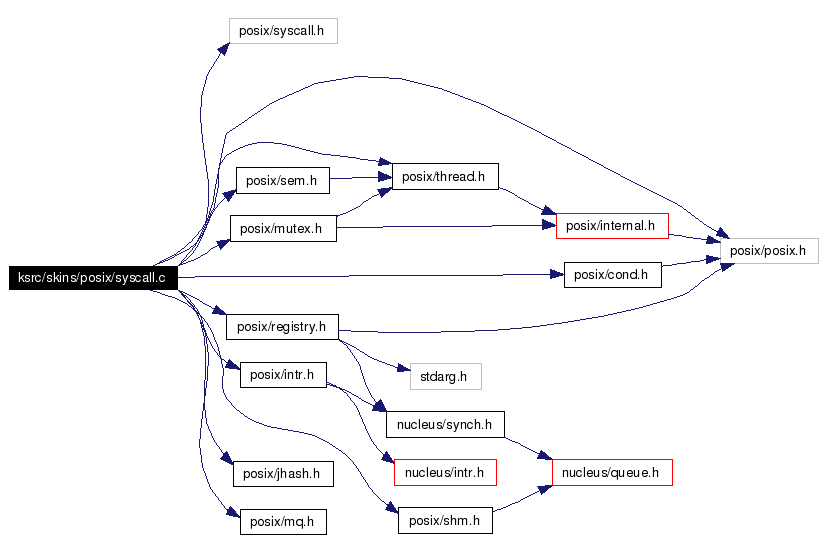 posix/syscall.h
posix/thread.h
posix/sem.h
posix/internal.h
posix/mutex.h
posix/posix.h
ksrc/skins/posix/syscall.c
posix/cond.h
posix/registry.h
posix/intr.h
stdarg.h
nucleus/synch.h
posix/jhash.h
nucleus/intr.h
nucleus/queue.h
posix/mq.h
posix/shm.h